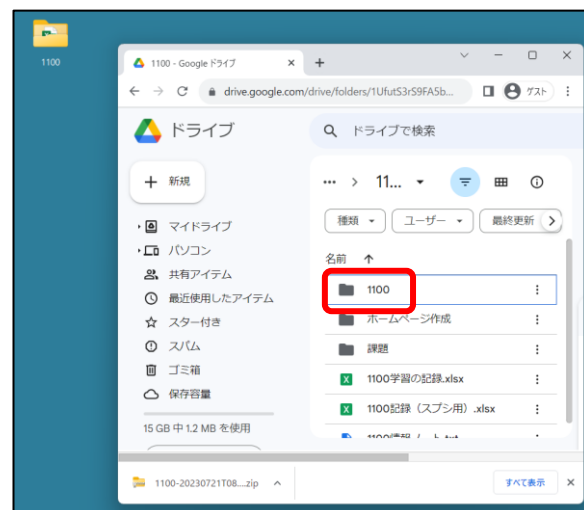 1100
1100 - Google ドライブ
drive.google.com/drive/folders/1UfutS3rS9FA5b...
ゲスト
ドライブ
ドライブで検索
新規
11...
種類
ユーザー
最終更新
マイドライブ
パソコン
共有アイテム
最近使用したアイテム
スター付き
スパム
ゴミ箱
保存容量
15 GB 中 1.2 MB を使用
名前
1100
ホームページ作成
課題
1100学習の記録.xlsx
1100記録（スプシ用）.xlsx
1100-20230721T08....zip
すべて表示